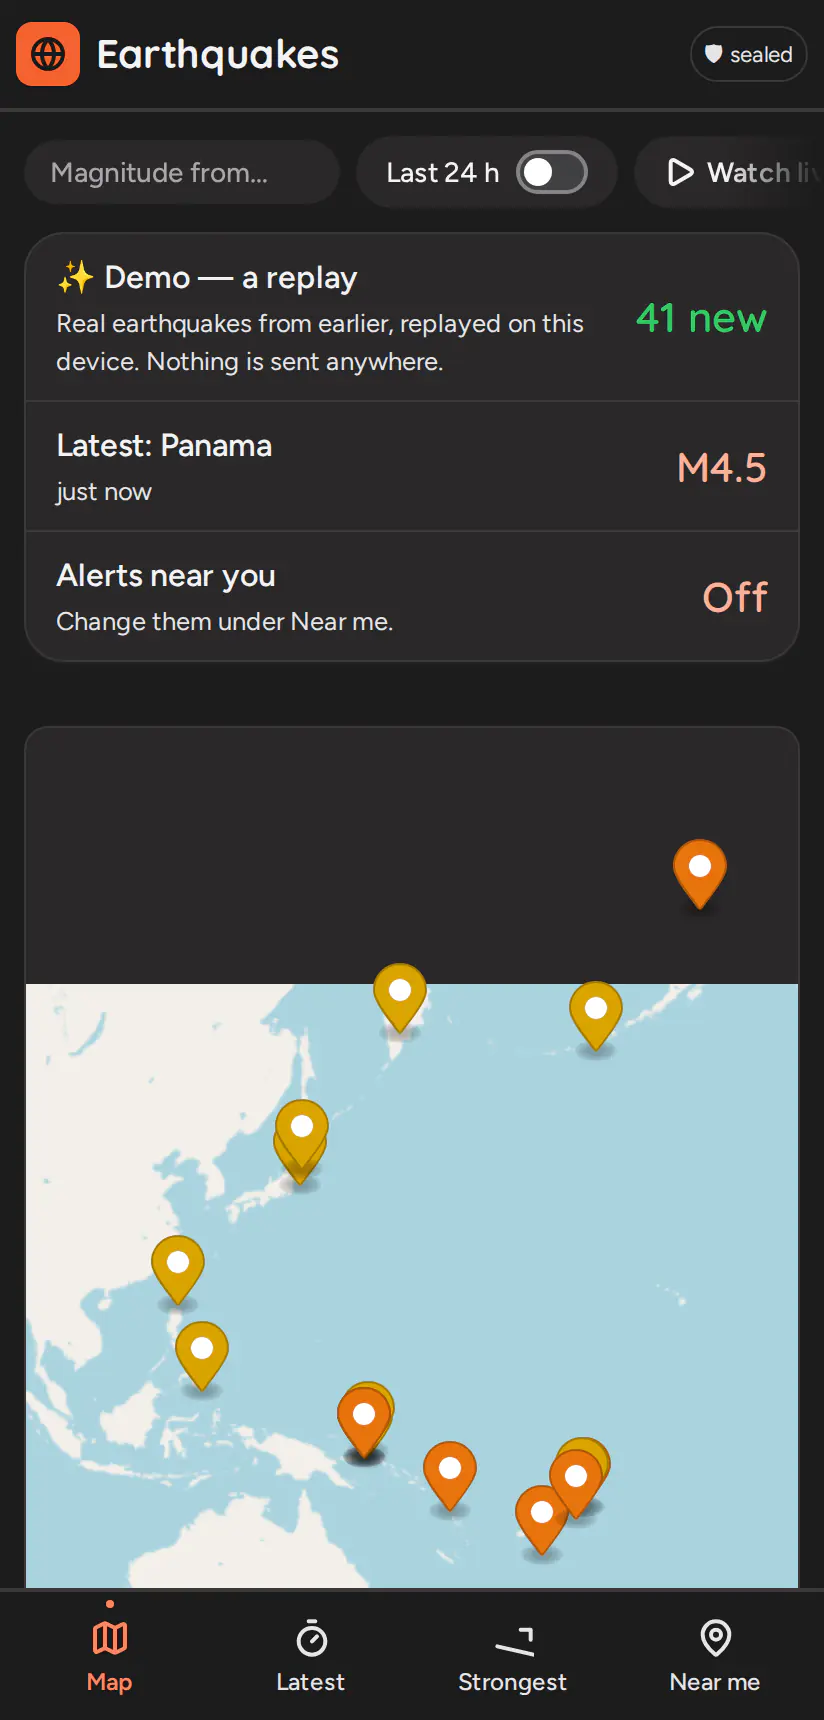 Earthquakes
sealed
Magnitude from...
Last 24 h
Watch liv
✨ Demo — a replay
Real earthquakes from earlier, replayed on this
device. Nothing is sent anywhere.
41 new
Latest: Panama
just now
M4.5
Alerts near you
Change them under Near me.
Off
Map
Latest
Strongest
Near me